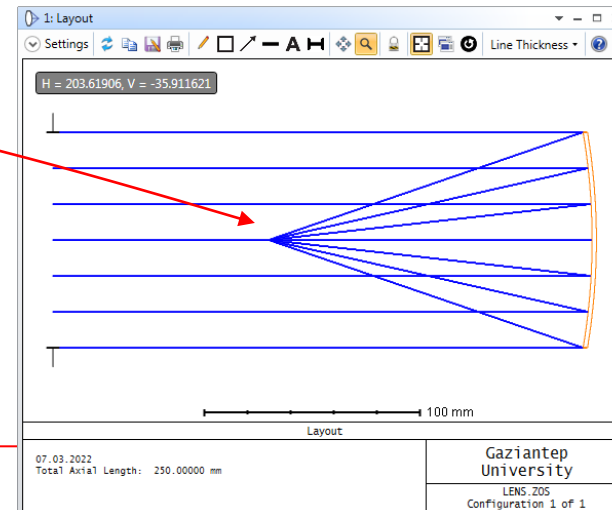 1: Layout
Settings A H Line Thickness
H = 203.61906, V = -35.911621
100 mm
Layout
07.03.2022
Total Axial Length: 250.00000 mm
Gaziantep
University
LENS.ZOS
Configuration 1 of 1